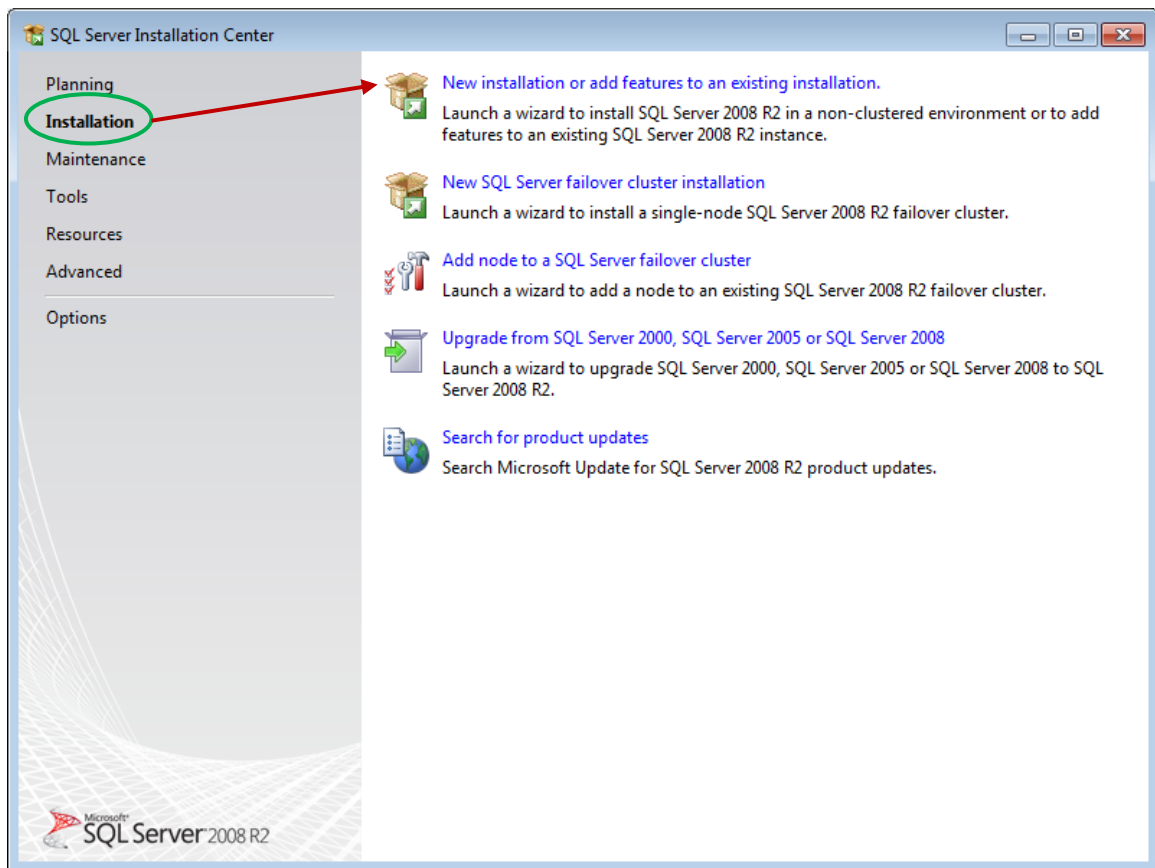 SQL Server Installation Center
Planning
Installation
Maintenance
Tools
Resources
Advanced
Options
New installation or add features to an existing installation.
Launch a wizard to install SQL Server 2008 R2 in a non-clustered environment or to add
features to an existing SQL Server 2008 R2 instance.
New SQL Server failover cluster installation
Launch a wizard to install a single-node SQL Server 2008 R2 failover cluster.
Add node to a SQL Server failover cluster
Launch a wizard to add a node to an existing SQL Server 2008 R2 failover cluster.
Upgrade from SQL Server 2000, SQL Server 2005 or SQL Server 2008
Launch a wizard to upgrade SQL Server 2000, SQL Server 2005 or SQL Server 2008 to SQL
Server 2008 R2.
Search for product updates
Search Microsoft Update for SQL Server 2008 R2 product updates.
Microsoft®
SQL Server® 2008 R2